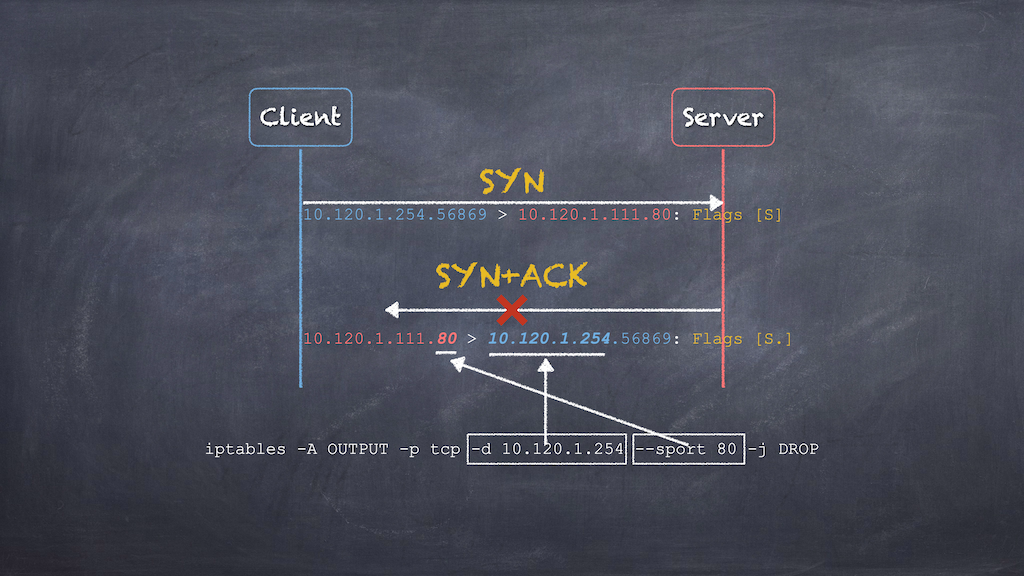 Client
Server
SYN
10.120.1.254.56869 > 10.120.1.111.80: Flags [S]
SYN+ACK
10.120.1.111.80 > 10.120.1.254.56869: Flags [S.]
iptables -A OUTPUT -p tcp -d 10.120.1.254 --sport 80 -j DROP